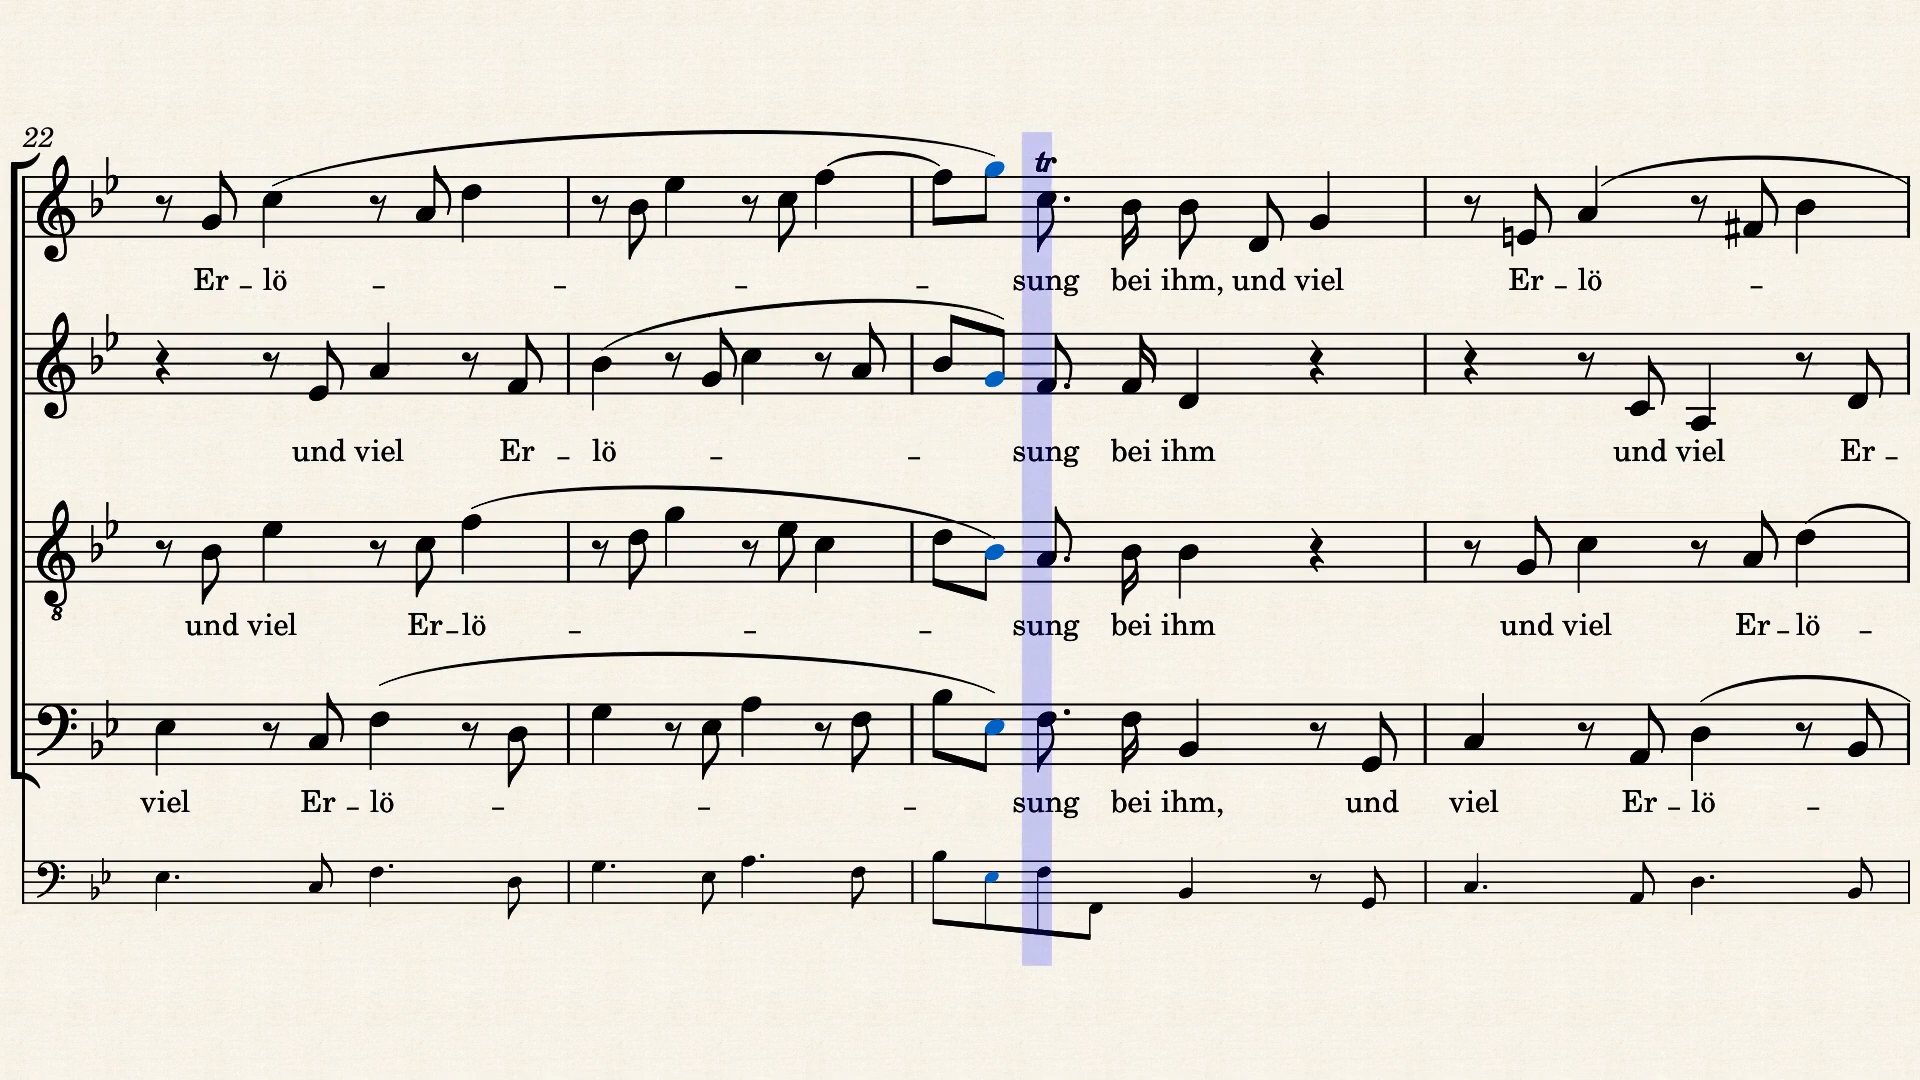 22
tr
Er – lö – – – – sung bei ihm, und viel Er – lö –
und viel Er – lö – – sung bei ihm und viel Er –
8
und viel Er – lö – – – sung bei ihm und viel Er – lö –
viel Er – lö – – – sung bei ihm, und viel Er – lö –